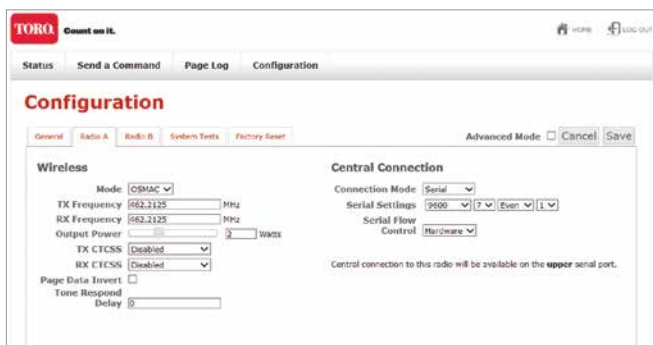 TORO. Count on it.
HOME LOG OUT
Status Send a Command Page Log Configuration
Configuration
General Radio A Radio B System Tests Factory Reset
Advanced Mode Cancel Save
Wireless
Mode OSMAC
TX Frequency 462.2125 MHz
RX Frequency 462.2125 MHz
Output Power 2 Watts
TX CTCSS Disabled
RX CTCSS Disabled
Page Data Invert
Tone Respond
Delay 0
Central Connection
Connection Mode Serial
Serial Settings 9600 7 Even 1
Serial Flow
Control Hardware
Central connection to this radio will be available on the upper serial port.